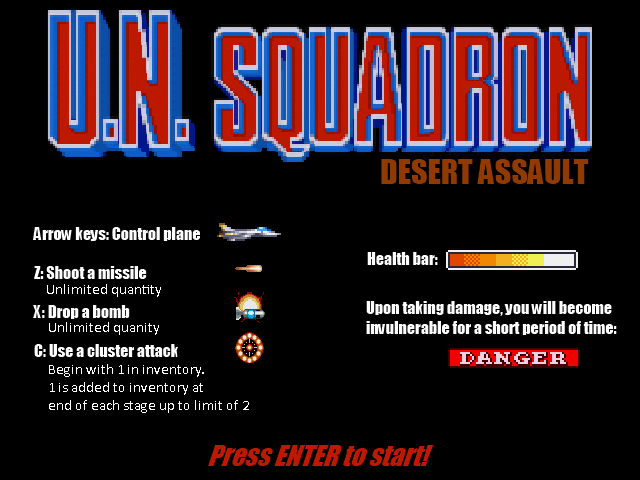 U.N. SQUADRON
DESERT ASSAULT
Arrow keys: Control plane
Z: Shoot a missile
Unlimited quantity
X: Drop a bomb
Unlimited quanity
C: Use a cluster attack
Begin with 1 in inventory.
1 is added to inventory at
end of each stage up to limit of 2
Health bar:
Upon taking damage, you will become
invulnerable for a short period of time:
DANGER
Press ENTER to start!